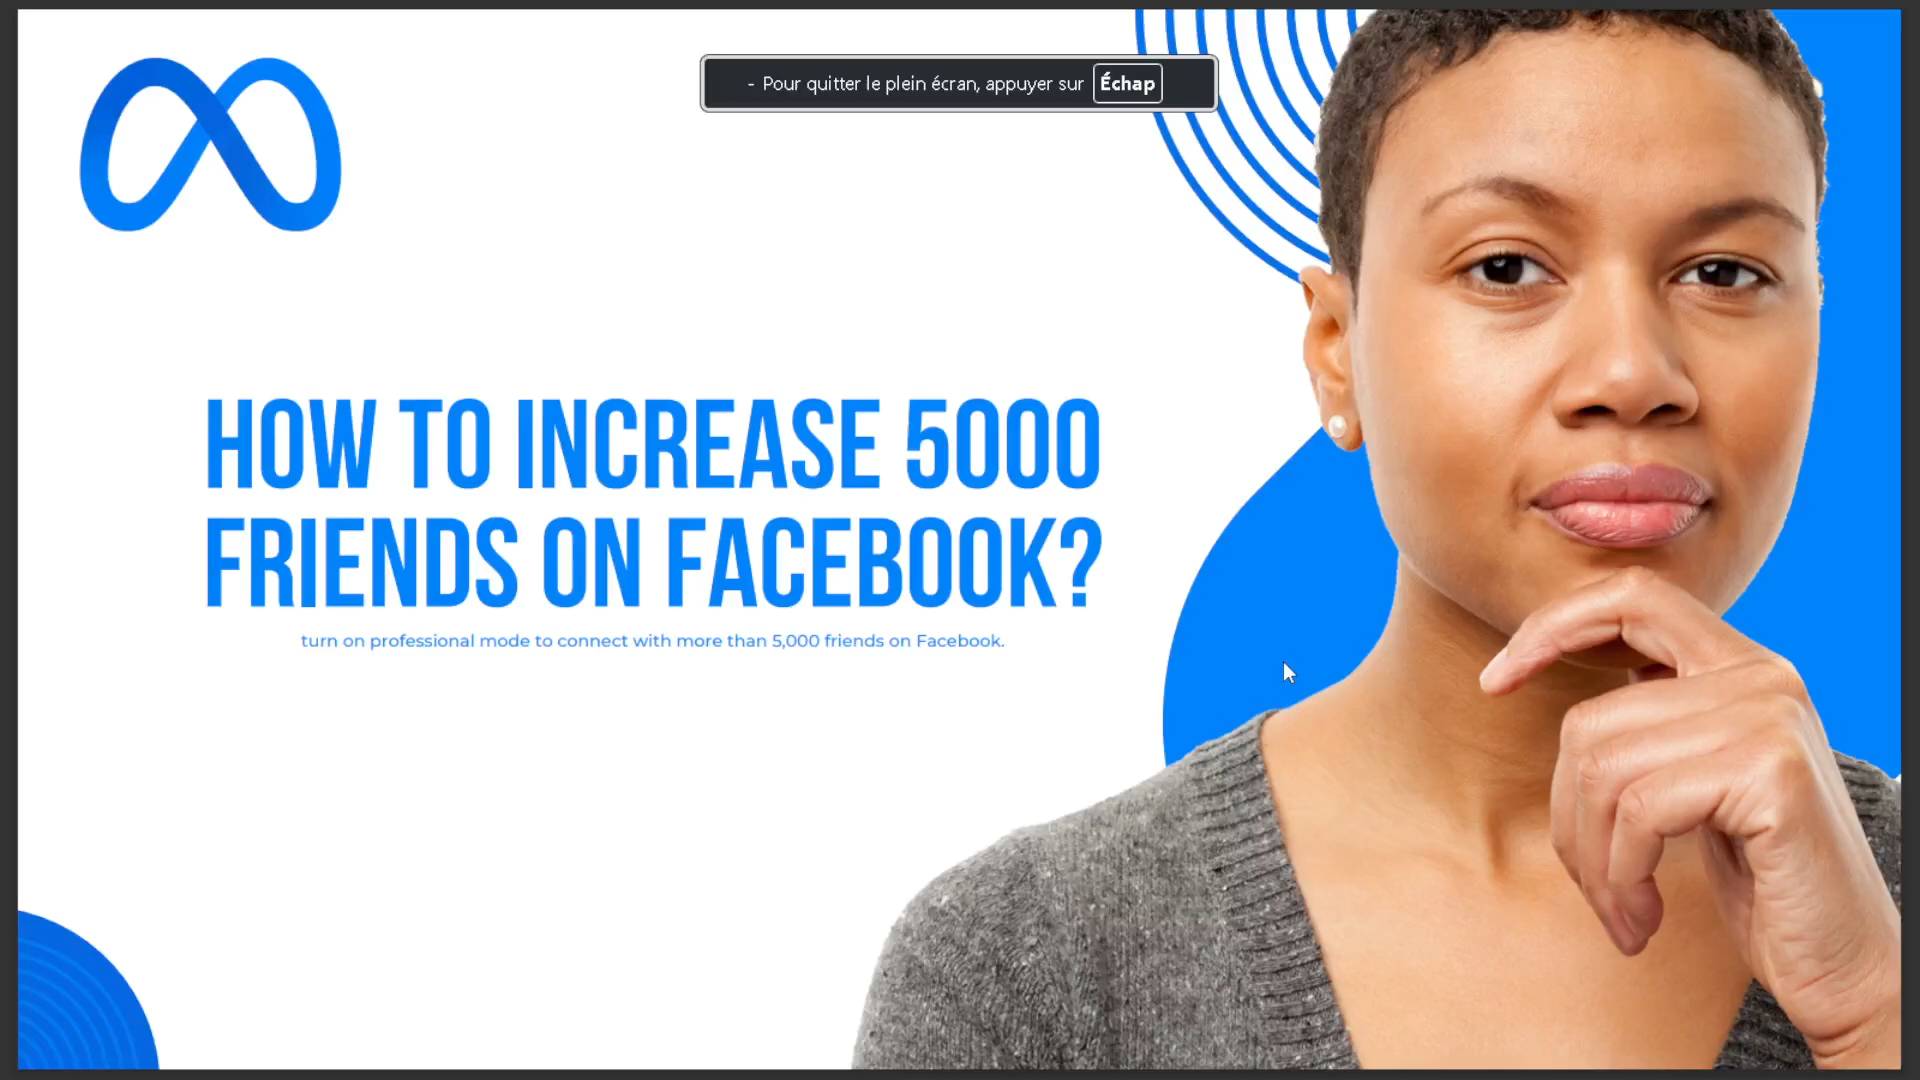 - Pour quitter le plein écran, appuyer sur Échap
HOW TO INCREASE 5000
FRIENDS ON FACEBOOK?
turn on professional mode to connect with more than 5,000 friends on Facebook.